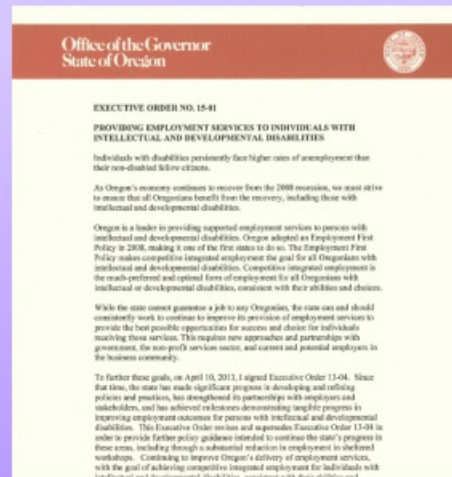 Office of the Governor
State of Oregon
EXECUTIVE ORDER NO. 15-01
PROVIDING EMPLOYMENT SERVICES TO INDIVIDUALS WITH
INTELLECTUAL AND DEVELOPMENTAL DISABILITIES
Individuals with disabilities persistently face higher rates of unemployment than
their non-disabled fellow citizens.
As Oregon's economy continues to recover from the 2008 recession, we must strive
to ensure that all Oregonians benefit from the recovery, including those with
intellectual and developmental disabilities.
Oregon is a leader in providing supported employment services to persons with
intellectual and developmental disabilities. Oregon adopted an Employment First
Policy in 2008, making it one of the first states to do so. The Employment First
Policy makes competitive integrated employment the goal for all Oregonians with
intellectual and developmental disabilities. Competitive integrated employment is
the much-preferred and optimal form of employment for all Oregonians with
intellectual or developmental disabilities, consistent with their abilities and choices.
While the state cannot guarantee a job to any Oregonian, the state can and should
consistently work to continue to improve its provision of employment services to
provide the best possible opportunities for success and choice for individuals
receiving those services. This requires new approaches and partnerships with
government, the non-profit services sector, and current and potential employers in
the business community.
To further these goals, on April 10, 2013, I signed Executive Order 13-04. Since
that time, the state has made significant progress in developing and refining
policies and practices, has strengthened its partnerships with employers and
stakeholders, and has achieved milestones demonstrating tangible progress in
improving employment outcomes for persons with intellectual and developmental
disabilities. This Executive Order revises and supersedes Executive Order 13-04 in
order to provide further policy guidance intended to continue the state's progress in
these areas, including through a substantial reduction in employment in sheltered
workshops. Continuing to improve Oregon's delivery of employment services,
with the goal of achieving competitive integrated employment for individuals with
intellectual and developmental disabilities, consistent with their abilities and